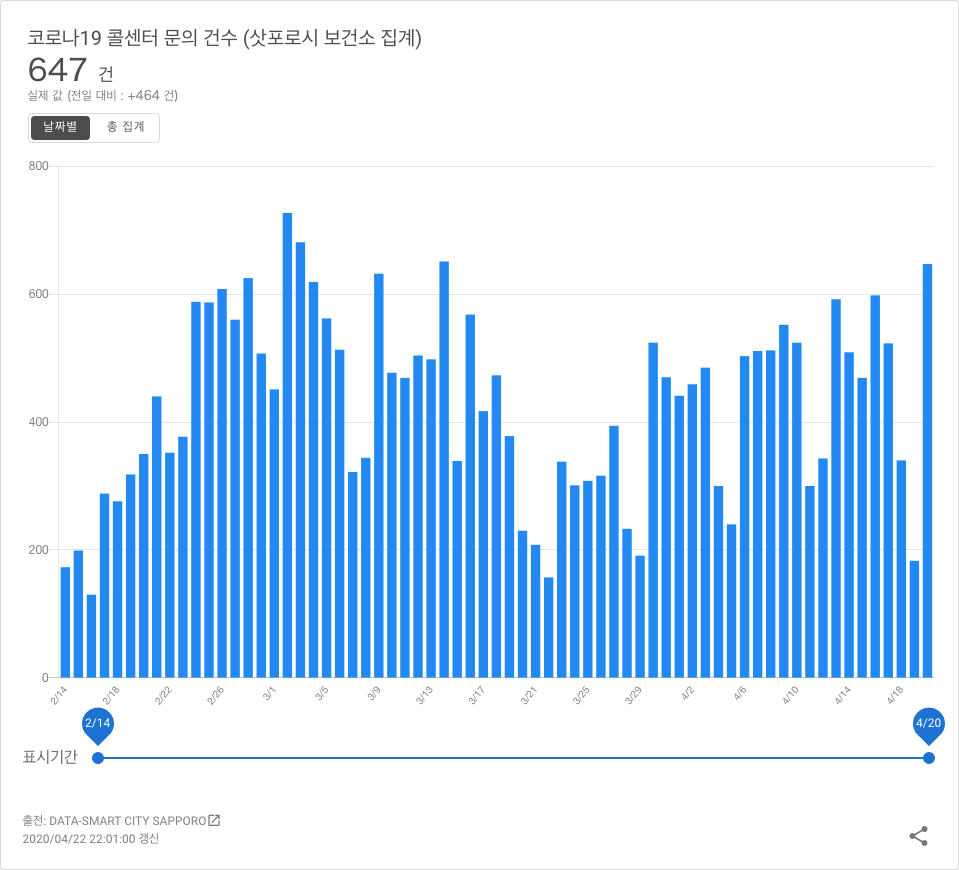 코로나19 콜센터 문의 건수 (삿포로시 보건소 집계)
647 건
실제 값 (전일 대비 : +464 건)
날짜별 총 집계
800
600
400
200
0
2/14 2/18 2/22 2/26 3/1 3/5 3/9 3/13 3/17 3/21 3/25 3/29 4/2 4/6 4/10 4/14 4/18
2/14 4/20
표시기간
출전: DATA-SMART CITY SAPPORO
2020/04/22 22:01:00 갱신